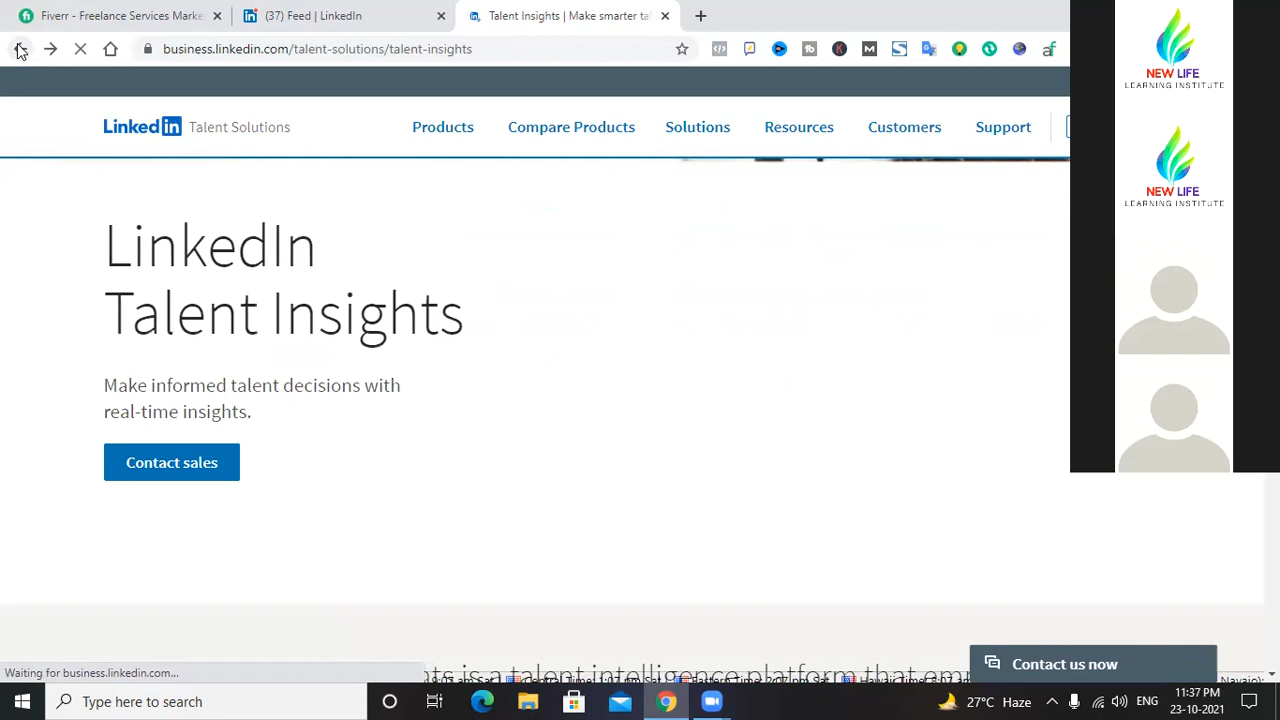 Fiverr - Freelance Services Marke
(37) Feed | LinkedIn
Talent Insights | Make smarter tal
business.linkedin.com/talent-solutions/talent-insights
LinkedIn Talent Solutions
Products
Compare Products
Solutions
Resources
Customers
Support
LinkedIn
Talent Insights
Make informed talent decisions with
real-time insights.
Contact sales
NEW LIFE
LEARNING INSTITUTE
NEW LIFE
LEARNING INSTITUTE
Contact us now
Waiting for business.linkedin.com...
Type here to search
27°C Haze
ENG
11:37 PM
23-10-2021